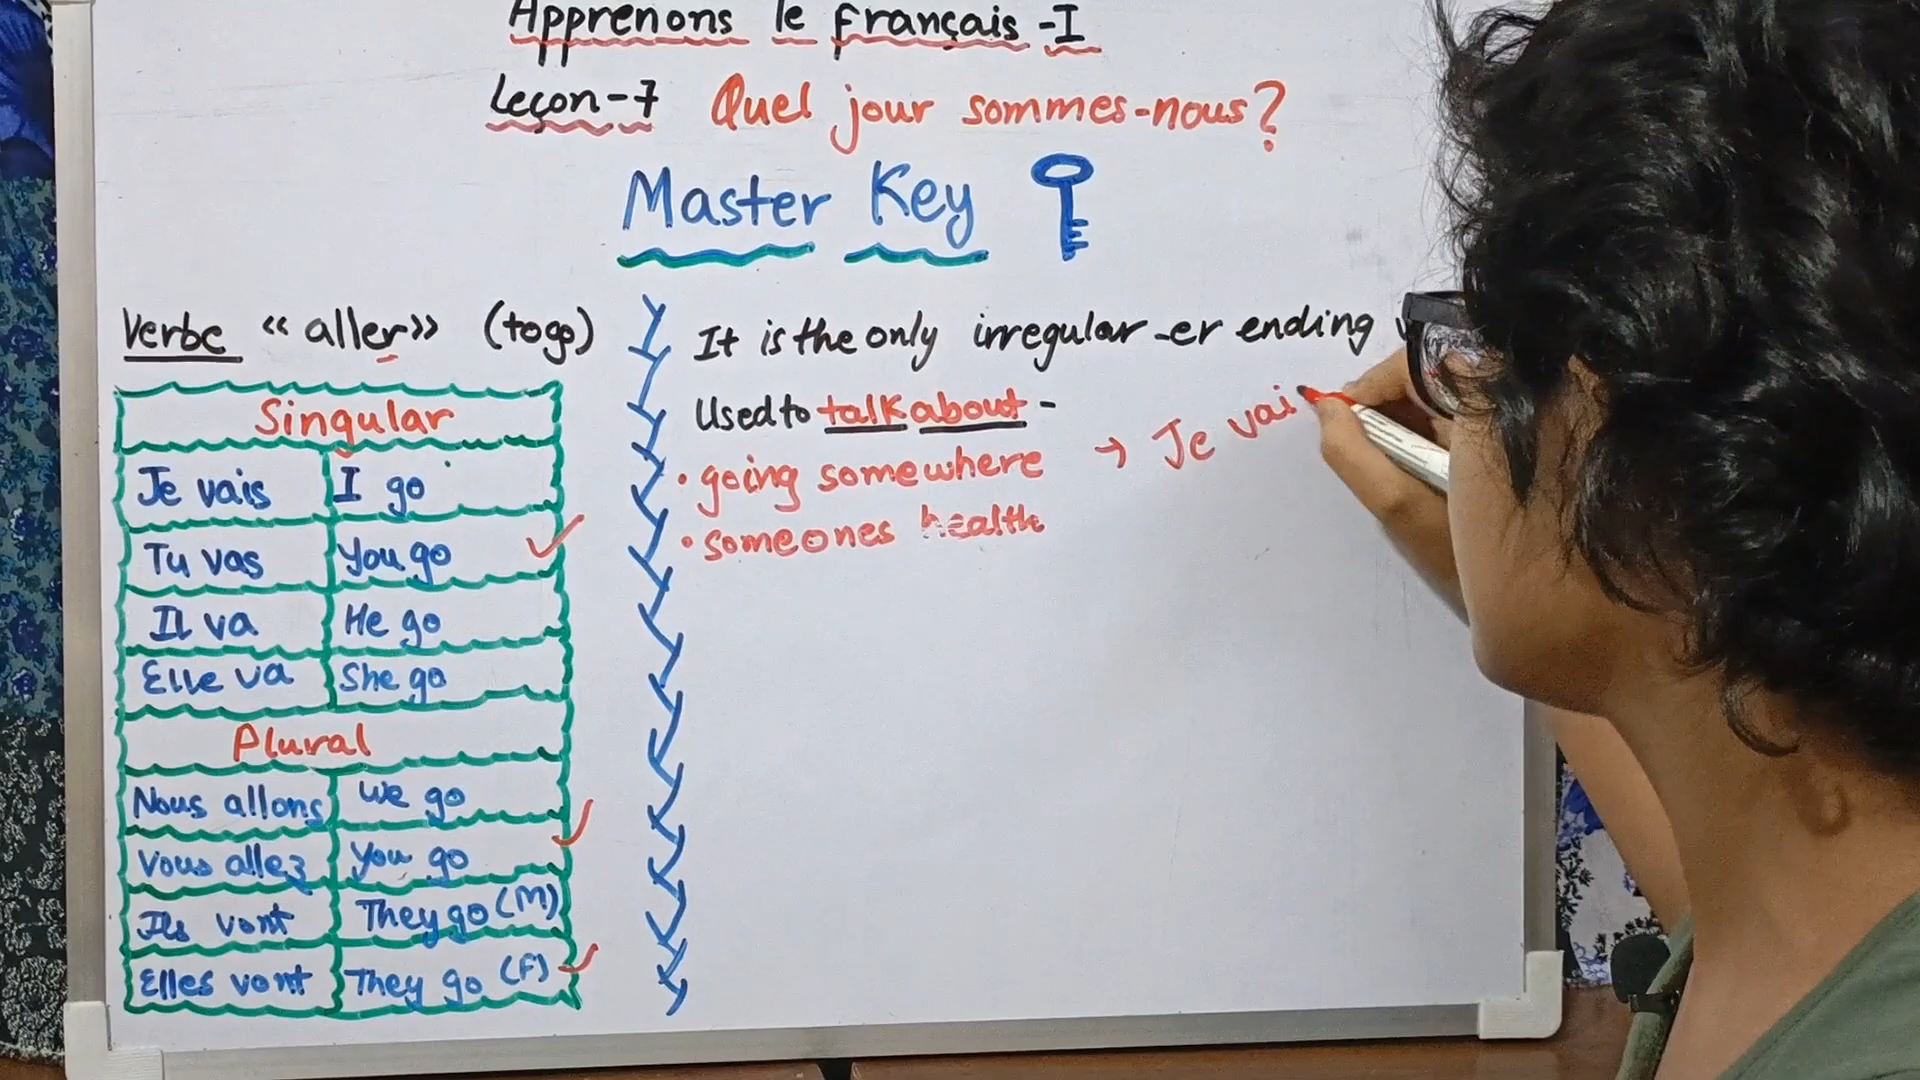 Apprenons le français -I
Leçon-7 Quel jour sommes-nous?
Master Key
Verbe « aller» (to go)
Singular
Je vais I go
Tu vas You go
Il va He go
Elle va She go
Plural
Nous allons We go
Vous allez You go
Ils vont They go (M)
Elles vont They go (F)
It is the only irregular -er ending
Used to talk about -
• going somewhere → Je vai
• someones health